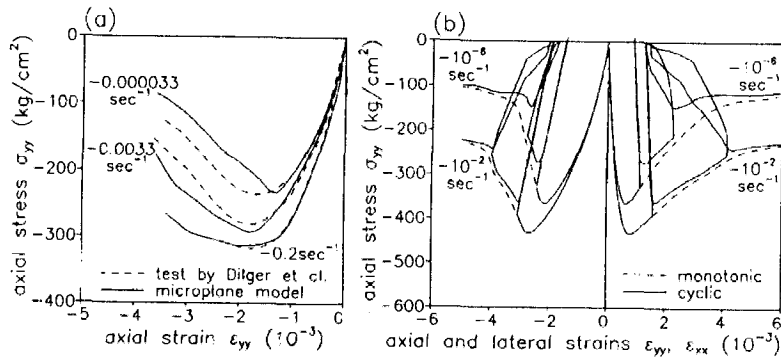 (a)
0
−100
−200
−300
−400
axial stress σyy (kg/cm²)
−0.000033
sec⁻¹
−0.0033
sec⁻¹
−0.2sec⁻¹
test by Dilger et cl.
microplane model
−5 −4 −3 −2 −1 0
axial strain εyy (10⁻³)
(b)
0
−100
−200
−300
−400
−500
−600
axial stress σyy (kg/cm²)
−10⁻⁶
sec⁻¹
−10⁻⁶
sec⁻¹
−10⁻²
sec⁻¹
−10⁻²
sec⁻¹
monotonic
cyclic
−6 −4 −2 0 2 4 6
axial and lateral strains εyy, εxx (10⁻³)